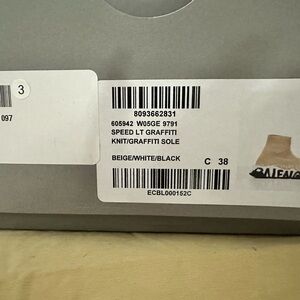 3
097
8093662831
605942 W05GE 9791
SPEED LT GRAFFITI
KNIT/GRAFFITI SOLE
BEIGE/WHITE/BLACK C 38
ECBL000152C